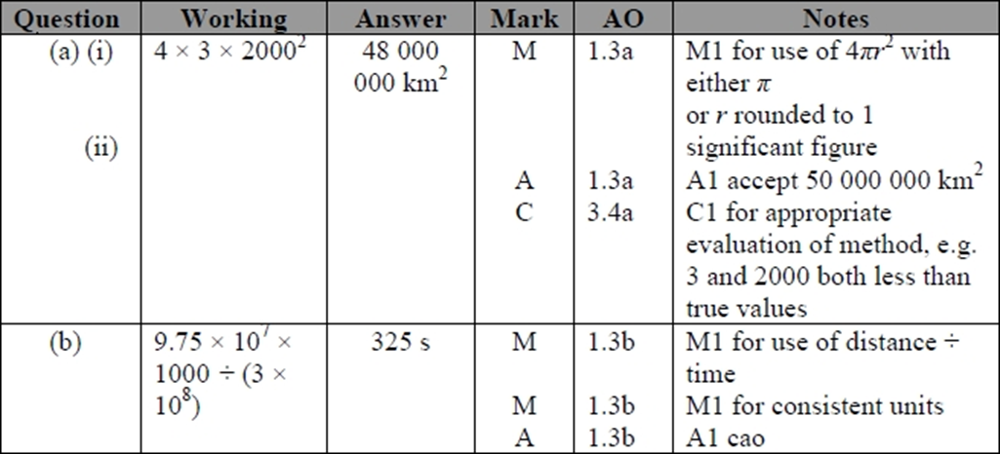 Question Working Answer Mark AO Notes
(a) (i) 4 × 3 × 2000² 48 000 M 1.3a M1 for use of 4πr² with
000 km² either π
or r rounded to 1
(ii) significant figure
A 1.3a A1 accept 50 000 000 km²
C 3.4a C1 for appropriate
evaluation of method, e.g.
3 and 2000 both less than
true values
(b) 9.75 × 10⁷ × 325 s M 1.3b M1 for use of distance ÷
1000 ÷ (3 × time
10⁸) M 1.3b M1 for consistent units
A 1.3b A1 cao